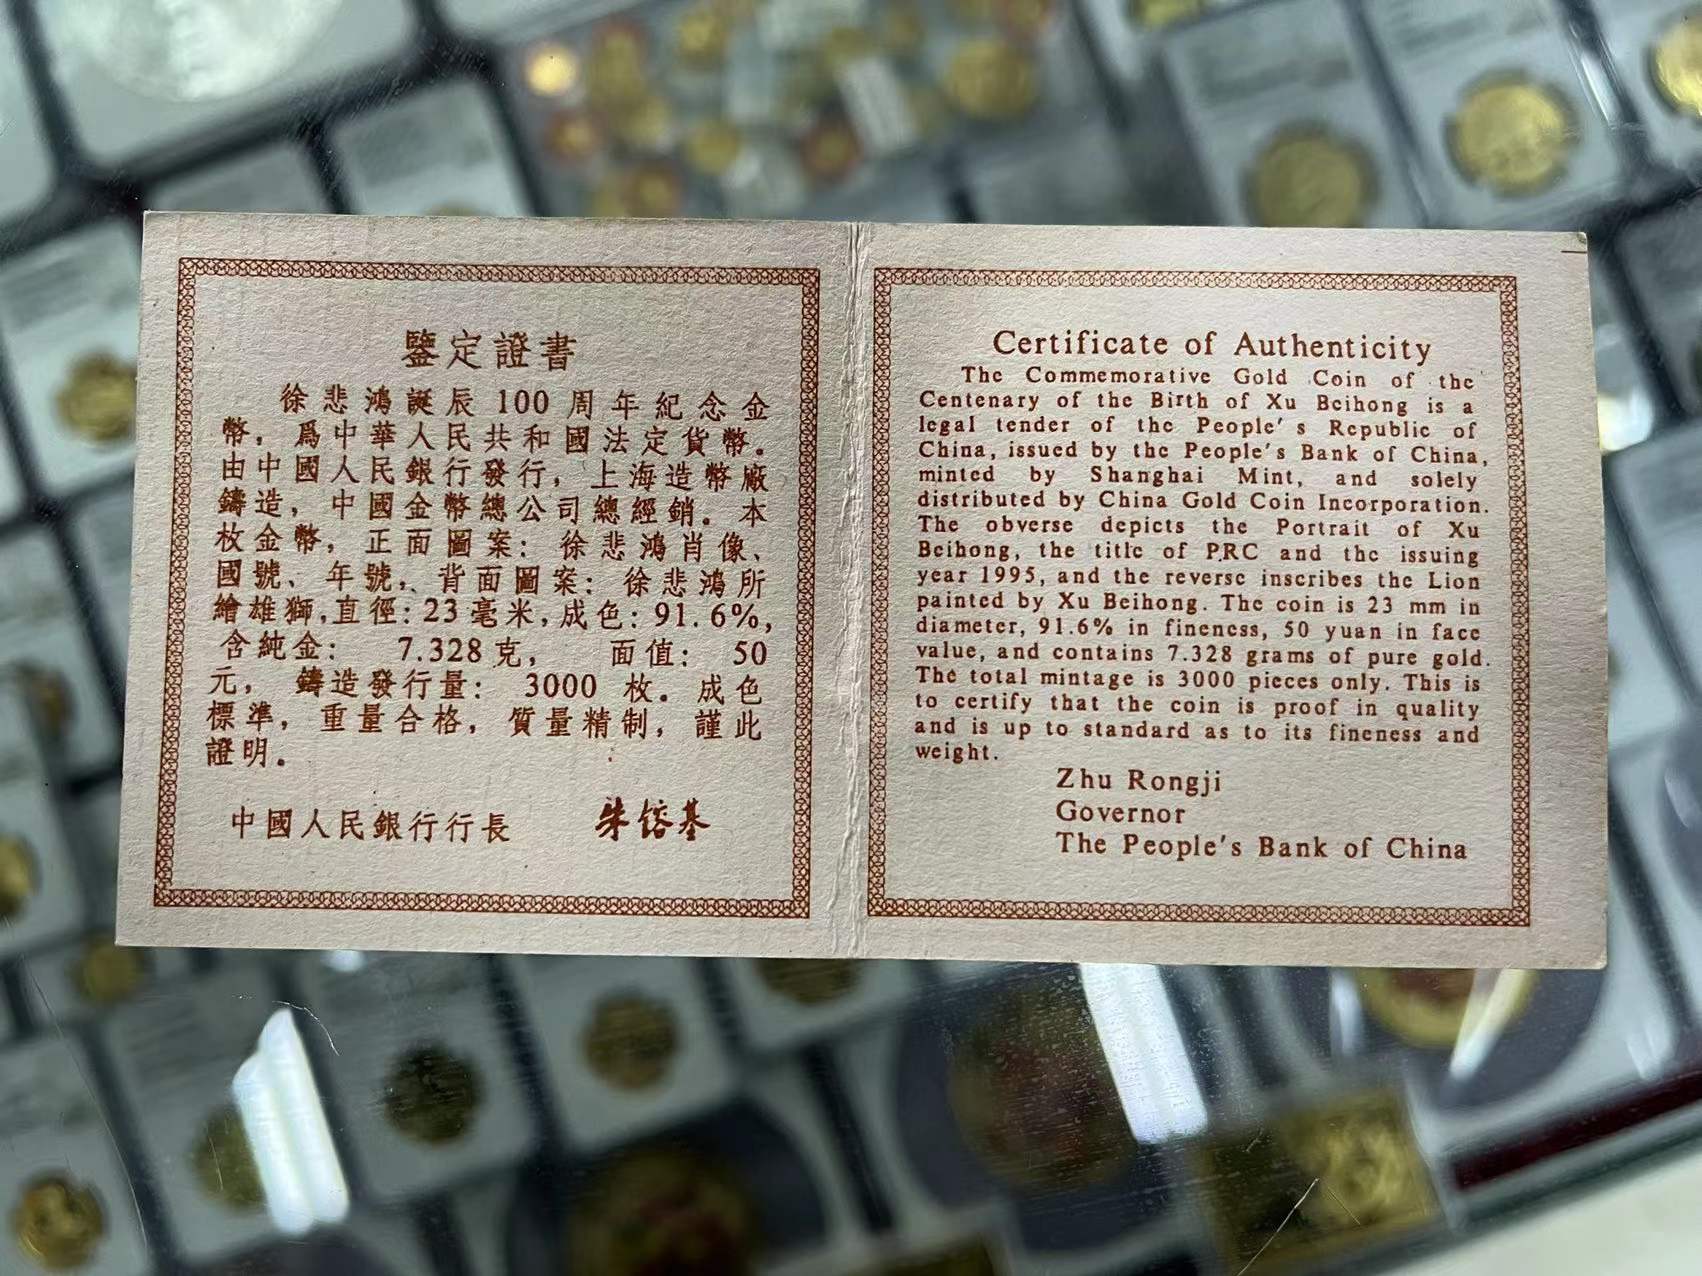 鑒定證書
徐悲鴻誕辰100周年紀念金
幣，爲中華人民共和國法定貨幣。
由中國人民銀行發行，上海造幣廠
鑄造，中國金幣總公司總經銷。本
枚金幣，正面圖案：徐悲鴻肖像、
國號、年號，背面圖案：徐悲鴻所
繪雄獅，直徑：23毫米，成色：91.6%，
含純金：7.328克，面值：50
元，鑄造發行量：3000枚。成色
標準，重量合格，質量精制，謹此
證明。
中國人民銀行行長 朱鎔基
Certificate of Authenticity
The Commemorative Gold Coin of the
Centenary of the Birth of Xu Beihong is a
legal tender of the People's Republic of
China, issued by the People's Bank of China,
minted by Shanghai Mint, and solely
distributed by China Gold Coin Incorporation.
The obverse depicts the Portrait of Xu
Beihong, the title of PRC and the issuing
year 1995, and the reverse inscribes the Lion
painted by Xu Beihong. The coin is 23 mm in
diameter, 91.6% in fineness, 50 yuan in face
value, and contains 7.328 grams of pure gold.
The total mintage is 3000 pieces only. This is
to certify that the coin is proof in quality
and is up to standard as to its fineness and
weight.
Zhu Rongji
Governor
The People's Bank of China